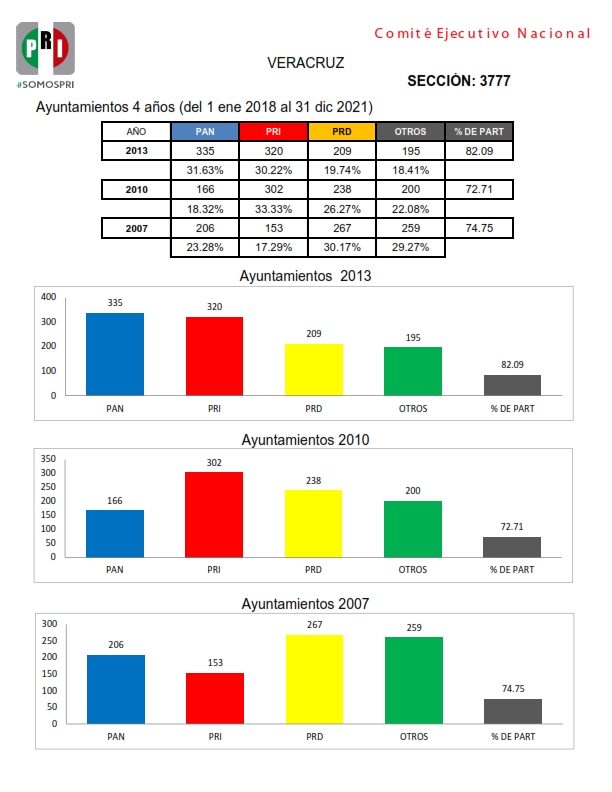 Comité Ejecutivo Nacional
PRI
#SOMOSPRI
VERACRUZ
SECCIÓN: 3777
Ayuntamientos 4 años (del 1 ene 2018 al 31 dic 2021)
AÑO PAN PRI PRD OTROS % DE PART
2013 335 320 209 195 82.09
31.63% 30.22% 19.74% 18.41%
2010 166 302 238 200 72.71
18.32% 33.33% 26.27% 22.08%
2007 206 153 267 259 74.75
23.28% 17.29% 30.17% 29.27%
Ayuntamientos 2013
400
300
200
100
0
335 320 209 195 82.09
PAN PRI PRD OTROS % DE PART
Ayuntamientos 2010
350
300
250
200
150
100
50
0
166 302 238 200 72.71
PAN PRI PRD OTROS % DE PART
Ayuntamientos 2007
300
250
200
150
100
50
0
206 153 267 259 74.75
PAN PRI PRD OTROS % DE PART